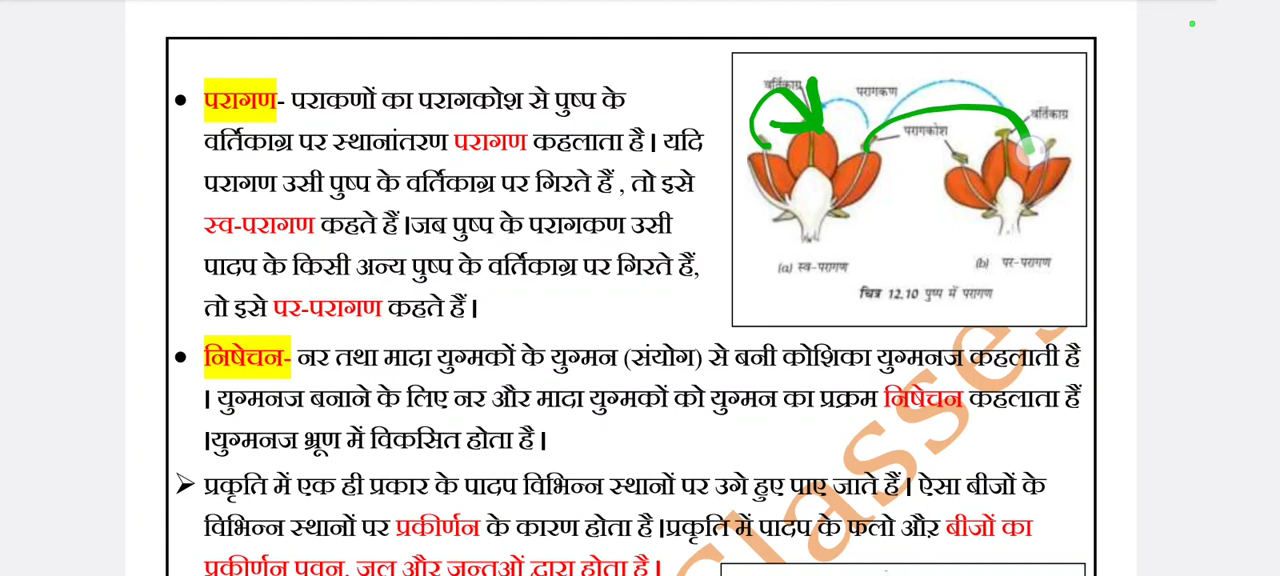 परागण- पराकणों का परागकोश से पुष्प के
वर्तिकाग्र पर स्थानांतरण परागण कहलाता है। यदि
परागण उसी पुष्प के वर्तिकाग्र पर गिरते हैं , तो इसे
स्व-परागण कहते हैं।जब पुष्प के परागकण उसी
पादप के किसी अन्य पुष्प के वर्तिकाग्र पर गिरते हैं,
तो इसे पर-परागण कहते हैं।
वर्तिकाग्र
परागकण
परागकोश
वर्तिकाग्र
(a) स्व-परागण
(b) पर-परागण
चित्र 12.10 पुष्प में परागण
निषेचन- नर तथा मादा युग्मकों के युग्मन (संयोग) से बनी कोशिका युग्मनज कहलाती है
। युग्मनज बनाने के लिए नर और मादा युग्मकों को युग्मन का प्रक्रम निषेचन कहलाता हैं
।युग्मनज भ्रूण में विकसित होता है।
प्रकृति में एक ही प्रकार के पादप विभिन्न स्थानों पर उगे हुए पाए जाते हैं। ऐसा बीजों के
विभिन्न स्थानों पर प्रकीर्णन के कारण होता है।प्रकृति में पादप के फलो और बीजों का
प्रकीर्णन पवन, जल और जन्तुओं द्वारा होता है।
Classes